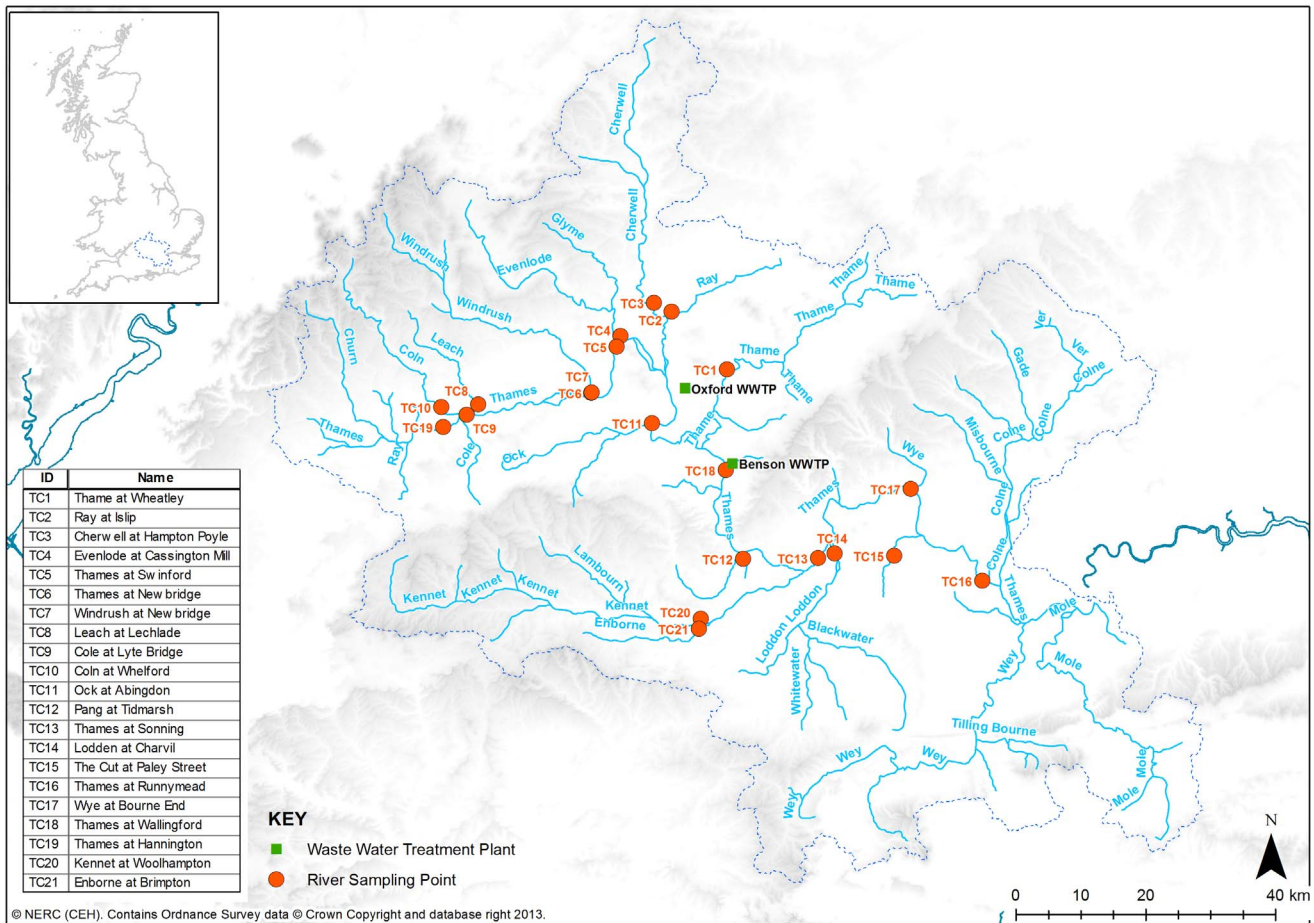 Cherwell
Cherwell
Glyme
Windrush
Evenlode
Windrush
Ray
Thame
Thame
Thame
Churn
Leach
Coln
TC3
TC2
TC4
TC5
TC1
Thame
Thame
Oxford WWTP
TC7
TC6
Thames
TC8
TC10
TC19
TC9
TC11
Thames
Ray
Cole
Ock
Thame
TC18
Benson WWTP
Thames
Ver
Ver
Gade
Colne
Colne
Colne
Misbourne
Wye
TC17
Thames
Colne
Colne
TC14
TC13
TC12
TC15
TC16
Thames
Lambourn
Kennet
Kennet
Kennet
Kennet
Enborne
TC20
TC21
Loddon
Loddon
Blackwater
Whitewater
Mole
Mole
Wey
Tilling Bourne
Wey
Wey
Wey
Mole
Mole
ID Name
TC1 Thame at Wheatley
TC2 Ray at Islip
TC3 Cherwell at Hampton Poyle
TC4 Evenlode at Cassington Mill
TC5 Thames at Swinford
TC6 Thames at Newbridge
TC7 Windrush at Newbridge
TC8 Leach at Lechlade
TC9 Cole at Lyte Bridge
TC10 Coln at Whelford
TC11 Ock at Abingdon
TC12 Pang at Tidmarsh
TC13 Thames at Sonning
TC14 Lodden at Charvil
TC15 The Cut at Paley Street
TC16 Thames at Runnymead
TC17 Wye at Bourne End
TC18 Thames at Wallingford
TC19 Thames at Hannington
TC20 Kennet at Woolhampton
TC21 Enborne at Brimpton
KEY
Waste Water Treatment Plant
River Sampling Point
N
0 10 20 40 km
© NERC (CEH). Contains Ordnance Survey data © Crown Copyright and database right 2013.